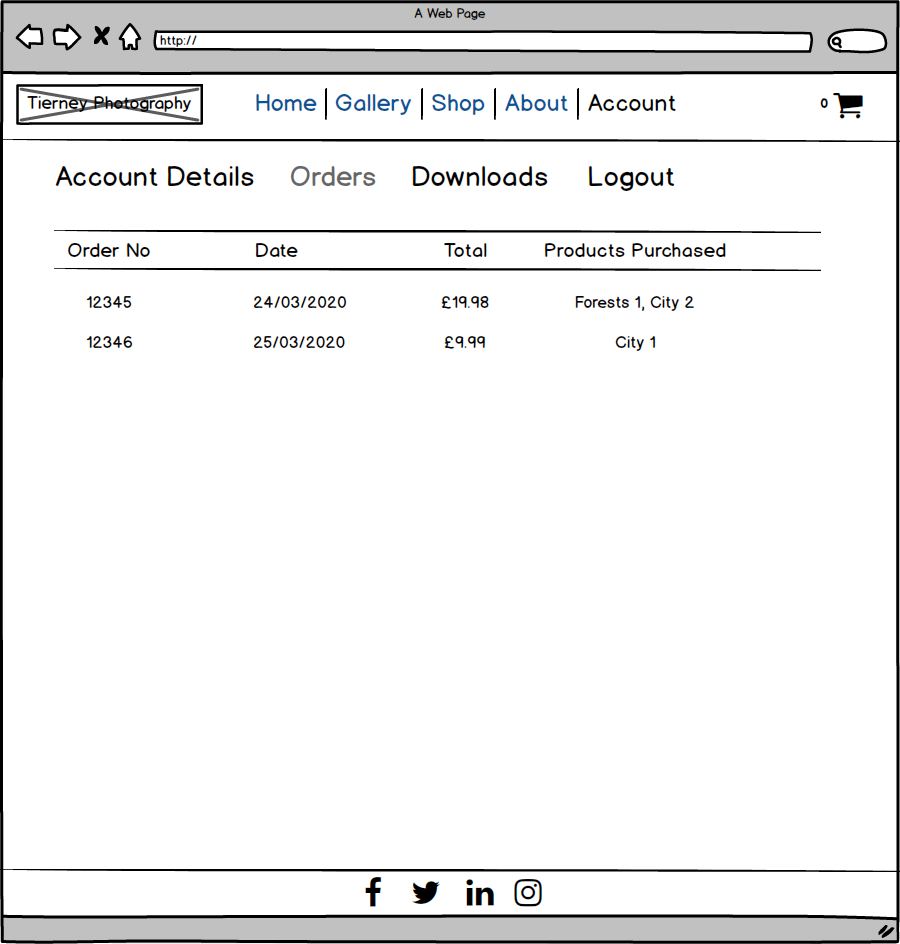 A Web Page
http://
Tierney Photography
Home Gallery Shop About Account
0
Account Details Orders Downloads Logout
Order No Date Total Products Purchased
12345 24/03/2020 £19.98 Forests 1, City 2
12346 25/03/2020 £9.99 City 1